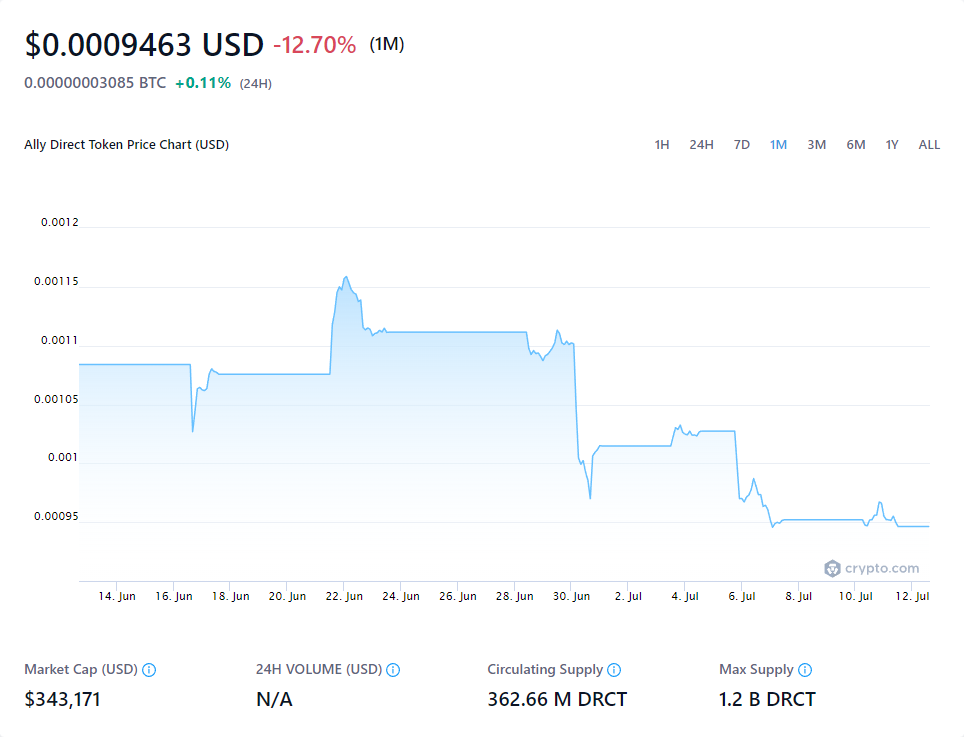 $0.0009463 USD -12.70% (1M)
0.00000003085 BTC +0.11% (24H)
Ally Direct Token Price Chart (USD)
1H 24H 7D 1M 3M 6M 1Y ALL
0.0012
0.00115
0.0011
0.00105
0.001
0.00095
crypto.com
14. Jun 16. Jun 18. Jun 20. Jun 22. Jun 24. Jun 26. Jun 28. Jun 30. Jun 2. Jul 4. Jul 6. Jul 8. Jul 10. Jul 12. Jul
Market Cap (USD) 24H VOLUME (USD) Circulating Supply Max Supply
$343,171 N/A 362.66 M DRCT 1.2 B DRCT